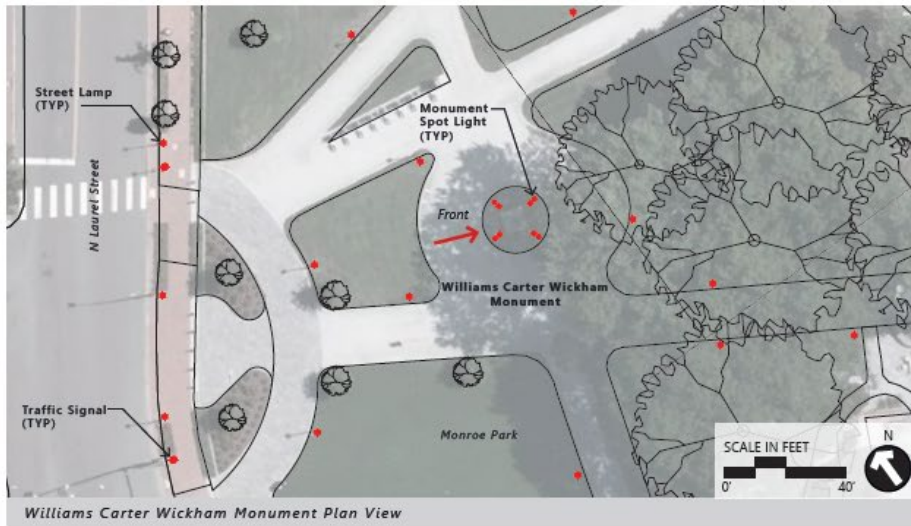 Street Lamp
(TYP)
Monument
Spot Light
(TYP)
N Laurel Street
Front
Williams Carter Wickham
Monument
Traffic Signal
(TYP)
Monroe Park
SCALE IN FEET
0'
40'
N
Williams Carter Wickham Monument Plan View